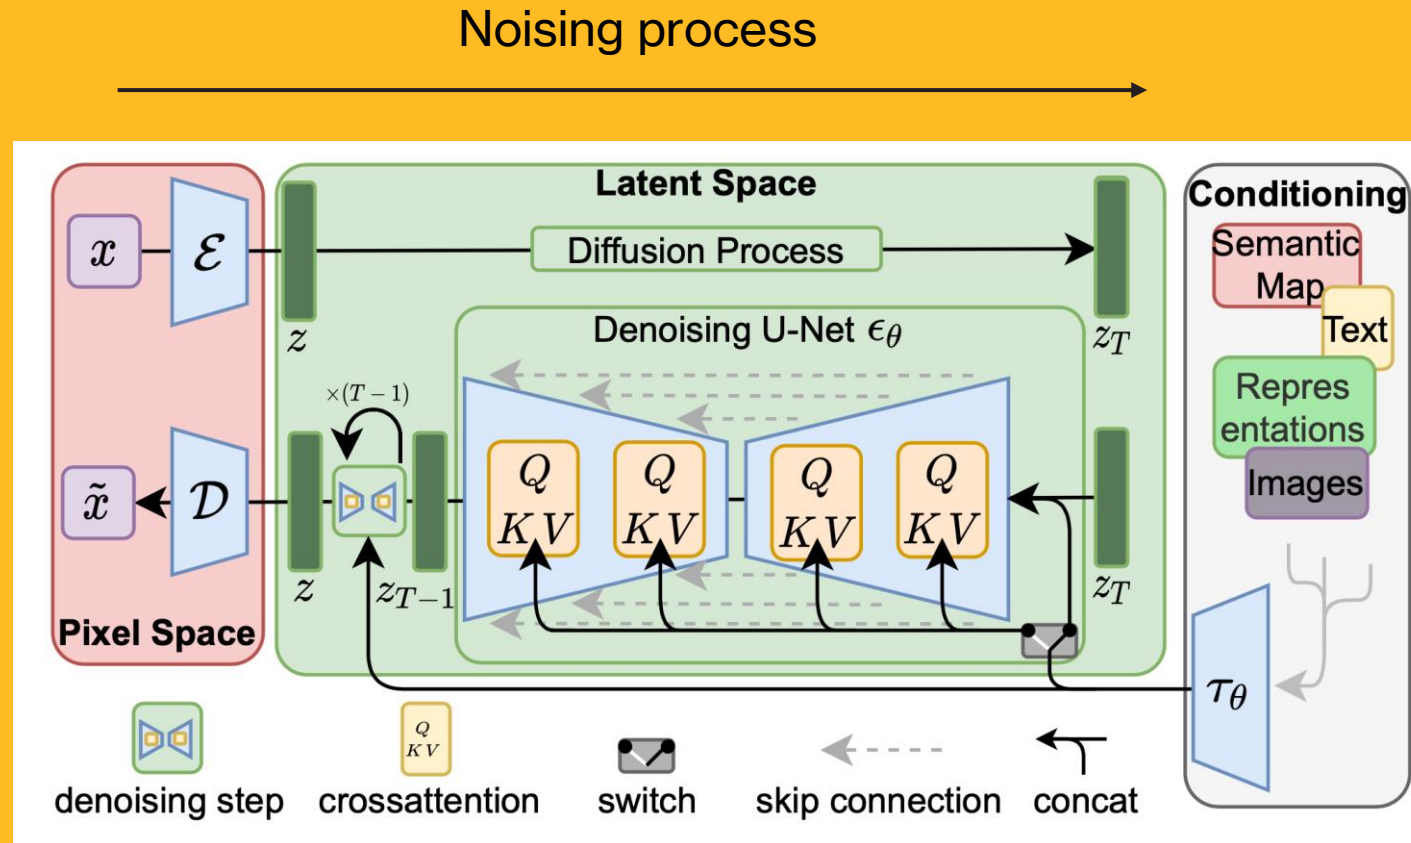 Noising process
Latent Space
Conditioning
x
ℰ
z
Diffusion Process
z_T
Semantic
Map
Text
Repres
entations
Images
Denoising U-Net ϵ_θ
×(T−1)
x̃
𝒟
z
z_{T−1}
Q
KV
Q
KV
Q
KV
Q
KV
z_T
Pixel Space
τ_θ
Q
KV
denoising step
crossattention
switch
skip connection
concat